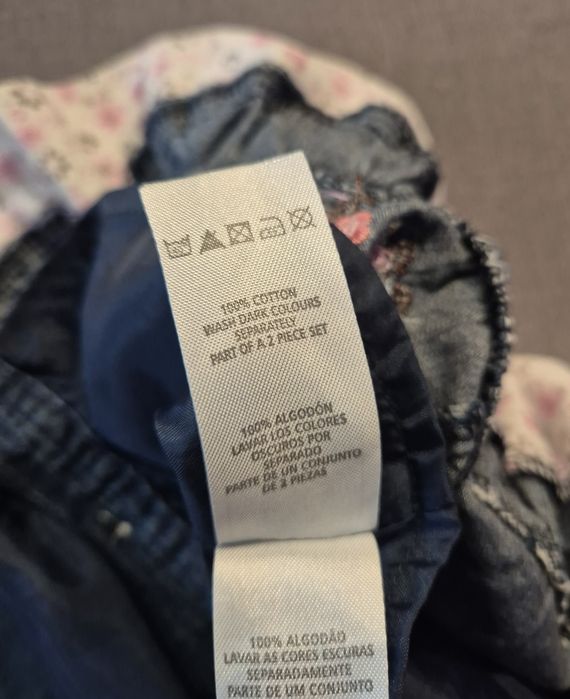 100% COTTON
WASH DARK COLOURS
SEPARATELY
PART OF A 2 PIECE SET
100% ALGODÓN
LAVAR LOS COLORES
OSCUROS POR
SEPARADO
PARTE DE UN CONJUNTO
DE 2 PIEZAS
100% ALGODÃO
LAVAR AS CORES ESCURAS
SEPARADAMENTE
PARTE DE UM CONJUNTO